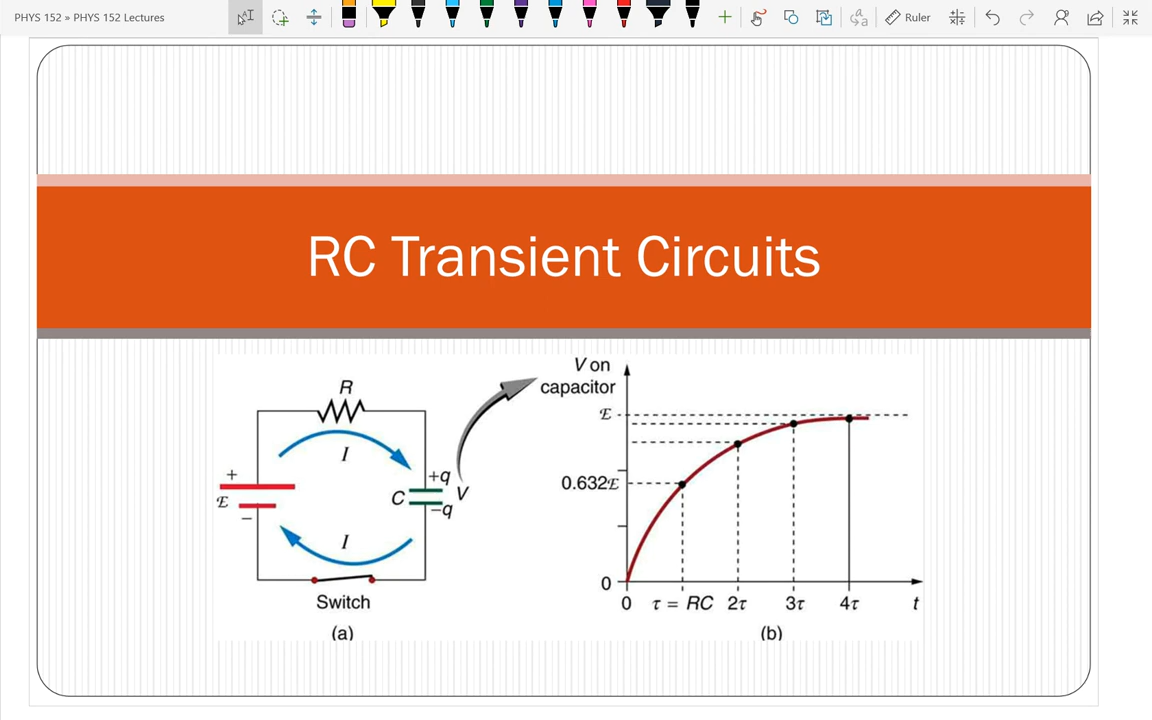 PHYS 152 » PHYS 152 Lectures
Ruler
RC Transient Circuits
R
I
+
ℰ
−
C
+q
V
−q
I
Switch
(a)
V on
capacitor
ℰ
0.632ℰ
0
0 τ = RC 2τ 3τ 4τ t
(b)